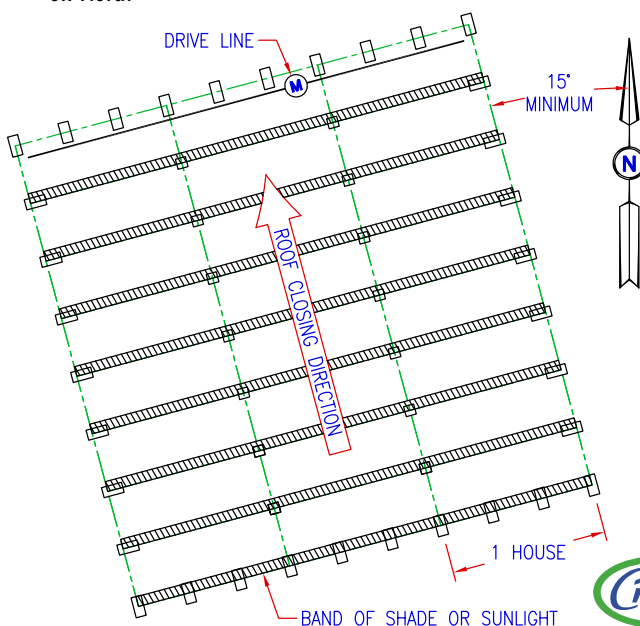 DRIVE LINE
M
15°
MINIMUM
N
ROOF CLOSING DIRECTION
1 HOUSE
BAND OF SHADE OR SUNLIGHT